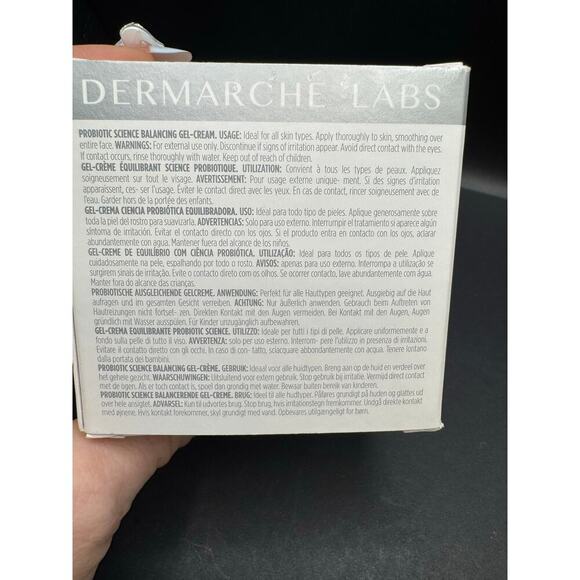 DERMARCHE LABS
PROBIOTIC SCIENCE BALANCING GEL-CREAM. USAGE: Ideal for all skin types. Apply thoroughly to skin, smoothing over
entire face. WARNINGS: For external use only. Discontinue if signs of irritation appear. Avoid direct contact with the eyes.
If contact occurs, rinse thoroughly with water. Keep out of reach of children.
GEL-CRÈME ÉQUILIBRANT SCIENCE PROBIOTIQUE. UTILIZATION: Convient à tous les types de peaux. Appliquez
soigneusement sur tout le visage. AVERTISSEMENT: Pour usage externe unique- ment. Si des signes d'irritation
apparaissent, ces- ser l'usage. Évitez le contact direct avec les yeux. En cas de contact, rincer soigneusement avec de
l'eau. Garder hors de la portée des enfants.
GEL-CREMA CIENCIA PROBIÓTICA EQUILIBRADORA. USO: Ideal para todo tipo de pieles. Aplique generosamente sobre
toda la piel del rostro para suavizarla. ADVERTENCIAS: Solo para uso externo. Interrumpir el tratamiento si aparece algún
síntoma de irritación. Evitar el contacto directo con los ojos. Si el producto entra en contacto con los ojos, aclarar
abundantemente con agua. Mantener fuera del alcance de los niños.
GEL-CREME DE EQUILÍBRIO COM CIÊNCIA PROBIÓTICA. UTILIZAÇÃO: Ideal para todos os tipos de pele. Aplique
cuidadosamente na pele, espalhando por todo o rosto. AVISOS: apenas para uso externo. Interrompa a utilização se
surgirem sinais de irritação. Evite o contacto direto com os olhos. Se ocorrer contacto, lave abundantemente com água.
Manter fora do alcance das crianças.
PROBIOTISCHE AUSGLEICHENDE GELCREME. ANWENDUNG: Perfekt für alle Hauttypen geeignet. Ausgiebig auf die Haut
auftragen und im gesamten Gesicht verreiben. ACHTUNG: Nur äußerlich anwenden. Gebrauch beim Auftreten von
Hautreizungen nicht fortset- zen. Direkten Kontakt mit den Augen vermeiden. Bei Kontakt mit den Augen, Augen
gründlich mit Wasser ausspülen. Für Kinder unzugänglich aufbewahren.
GEL-CREMA EQUILIBRANTE PROBIOTIC SCIENCE. UTILIZZO: Ideale per tutti i tipi di pelle. Applicare uniformemente e a
fondo sulla pelle di tutto il viso. AVVERTENZA: solo per uso esterno. Interrom- pere l'utilizzo in presenza di irritazioni.
Evitare il contatto diretto con gli occhi. In caso di con- fatto, sciacquare abbondantemente con acqua. Tenere lontano
dalla portata dei bambini.
PROBIOTIC SCIENCE BALANCING GEL-CRÈME. GEBRUIK: Ideaal voor alle huidtypen. Breng aan op de huid en verdeel over
het gehele gezicht. WAARSCHUWINGEN: Uitsluitend voor extern gebruik. Stop gebruik bij irritatie. Vermijd direct contact
met de ogen. Als er toch contact is, spoel dan grondig met water. Bewaar buiten bereik van kinderen.
PROBIOTIC SCIENCE BALANCERENDE GEL-CREME. BRUG: Ideel til alle hudtyper. Påføres grundigt på huden og glattes ud
over hele ansigtet. ADVARSEL: Kun til udvortes brug. Stop brug, hvis irritationstegn fremkommer. Undgå direkte kontakt
med øjnene. Hvis kontakt forekommer, skyl grundigt med vand. Opbevares utilgængeligt for børn.